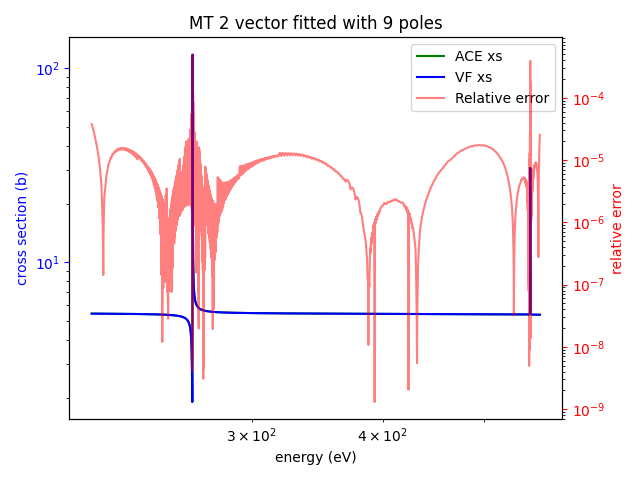 MT 2 vector fitted with 9 poles
ACE xs
VF xs
Relative error
cross section (b)
10²
10¹
relative error
10⁻⁴
10⁻⁵
10⁻⁶
10⁻⁷
10⁻⁸
10⁻⁹
3 × 10²
4 × 10²
energy (eV)